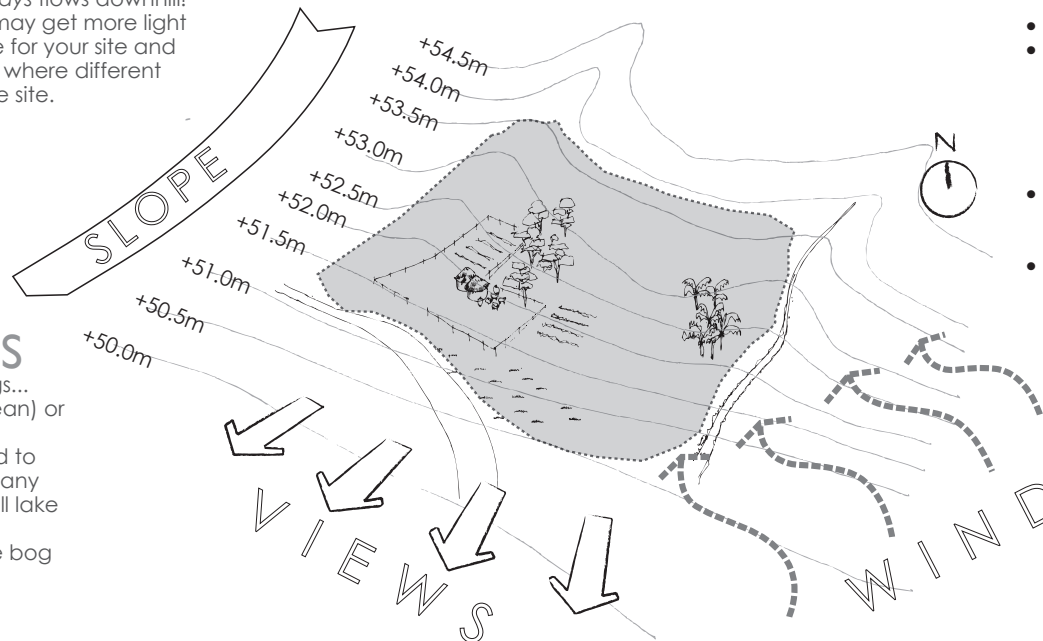 ays flows downhill!
may get more light
e for your site and
where different
e site.
SLOPE
+54.5m
+54.0m
+53.5m
+53.0m
+52.5m
+52.0m
+51.5m
+51.0m
+50.5m
+50.0m
N
S
gs...
ean) or
d to
any
ll lake
e bog
VIEWS
WIND